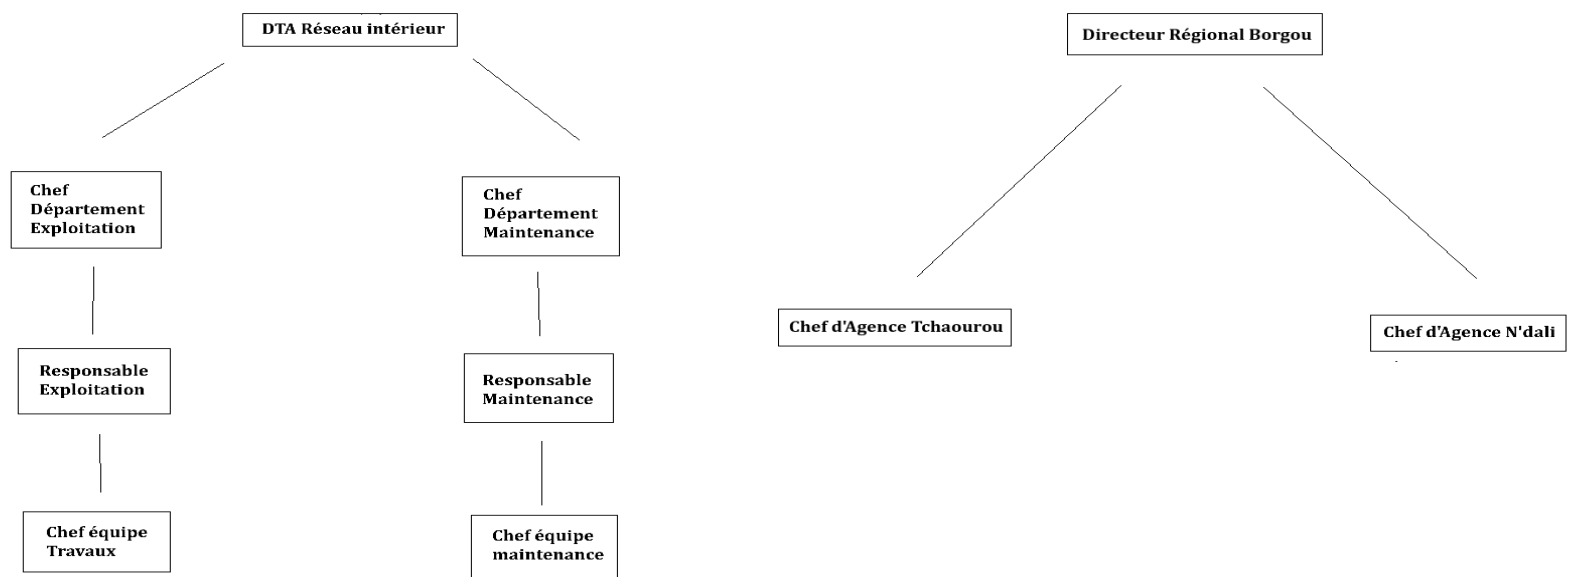 DTA Réseau intérieur
Directeur Régional Borgou
Chef
Département
Exploitation
Chef
Département
Maintenance
Chef d'Agence Tchaourou
Chef d'Agence N'dali
Responsable
Exploitation
Responsable
Maintenance
Chef équipe
Travaux
Chef équipe
maintenance